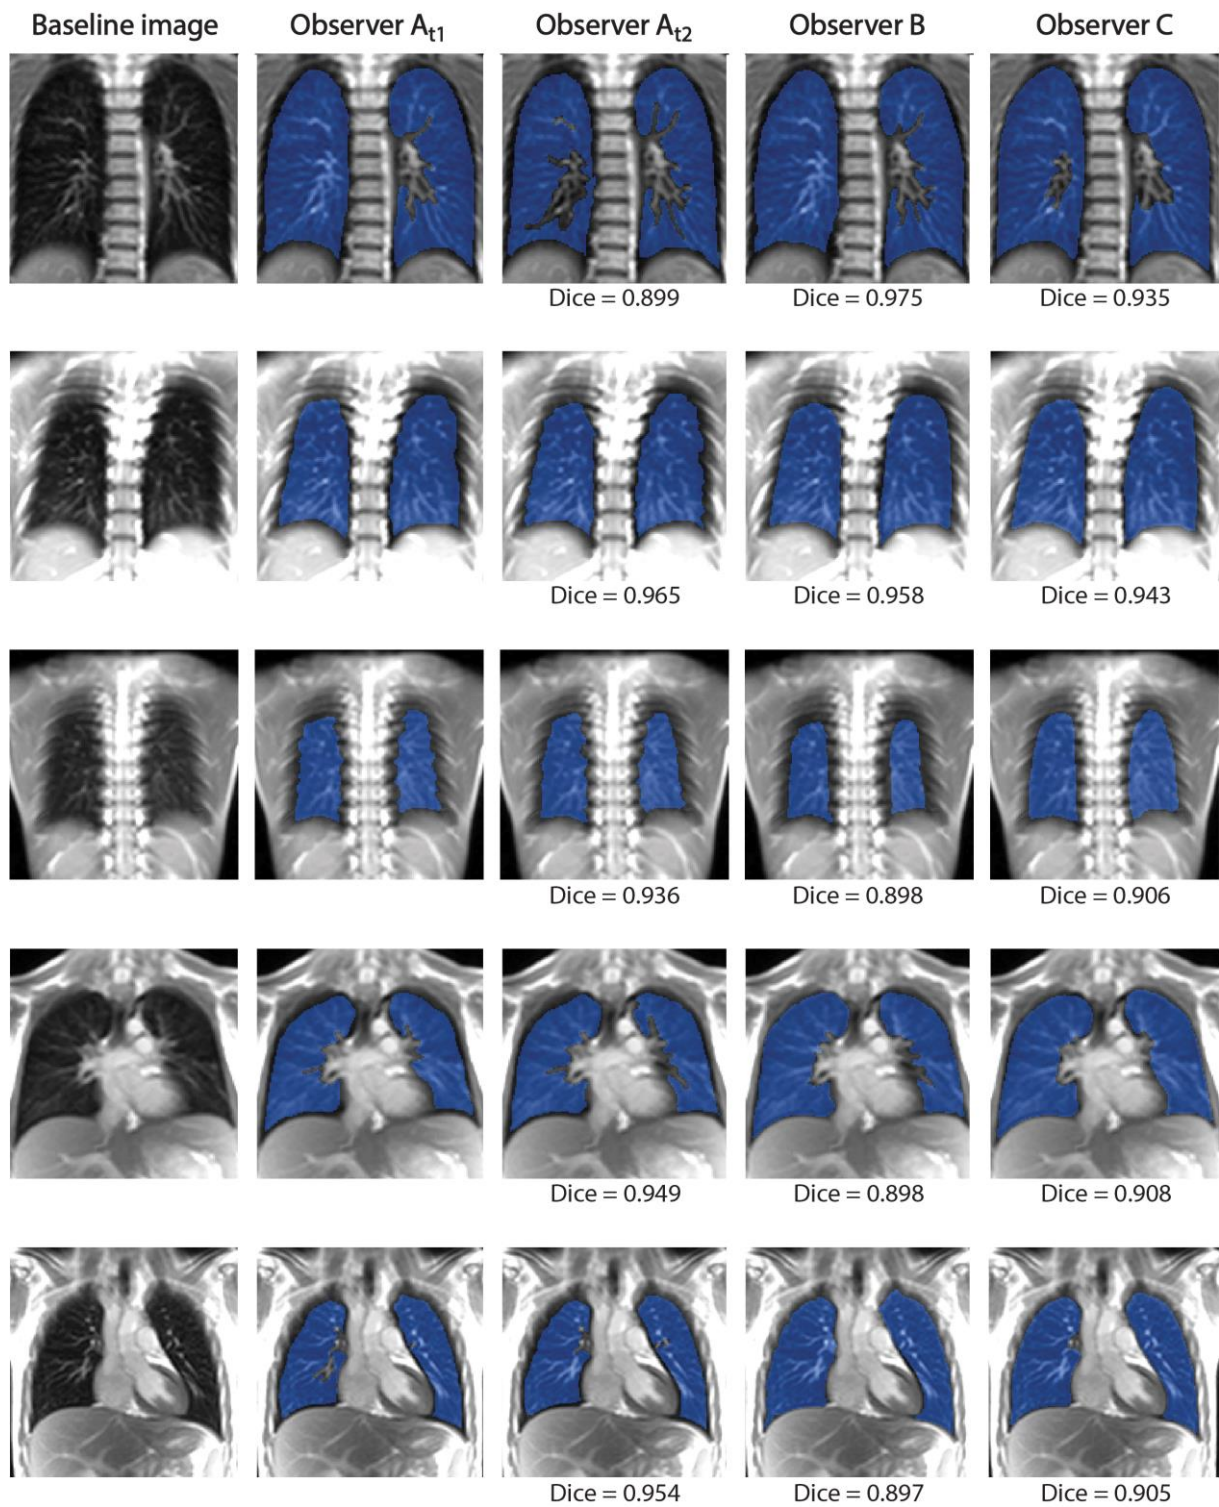 Baseline image Observer A_t1 Observer A_t2 Observer B Observer C
Dice = 0.899 Dice = 0.975 Dice = 0.935
Dice = 0.965 Dice = 0.958 Dice = 0.943
Dice = 0.936 Dice = 0.898 Dice = 0.906
Dice = 0.949 Dice = 0.898 Dice = 0.908
Dice = 0.954 Dice = 0.897 Dice = 0.905